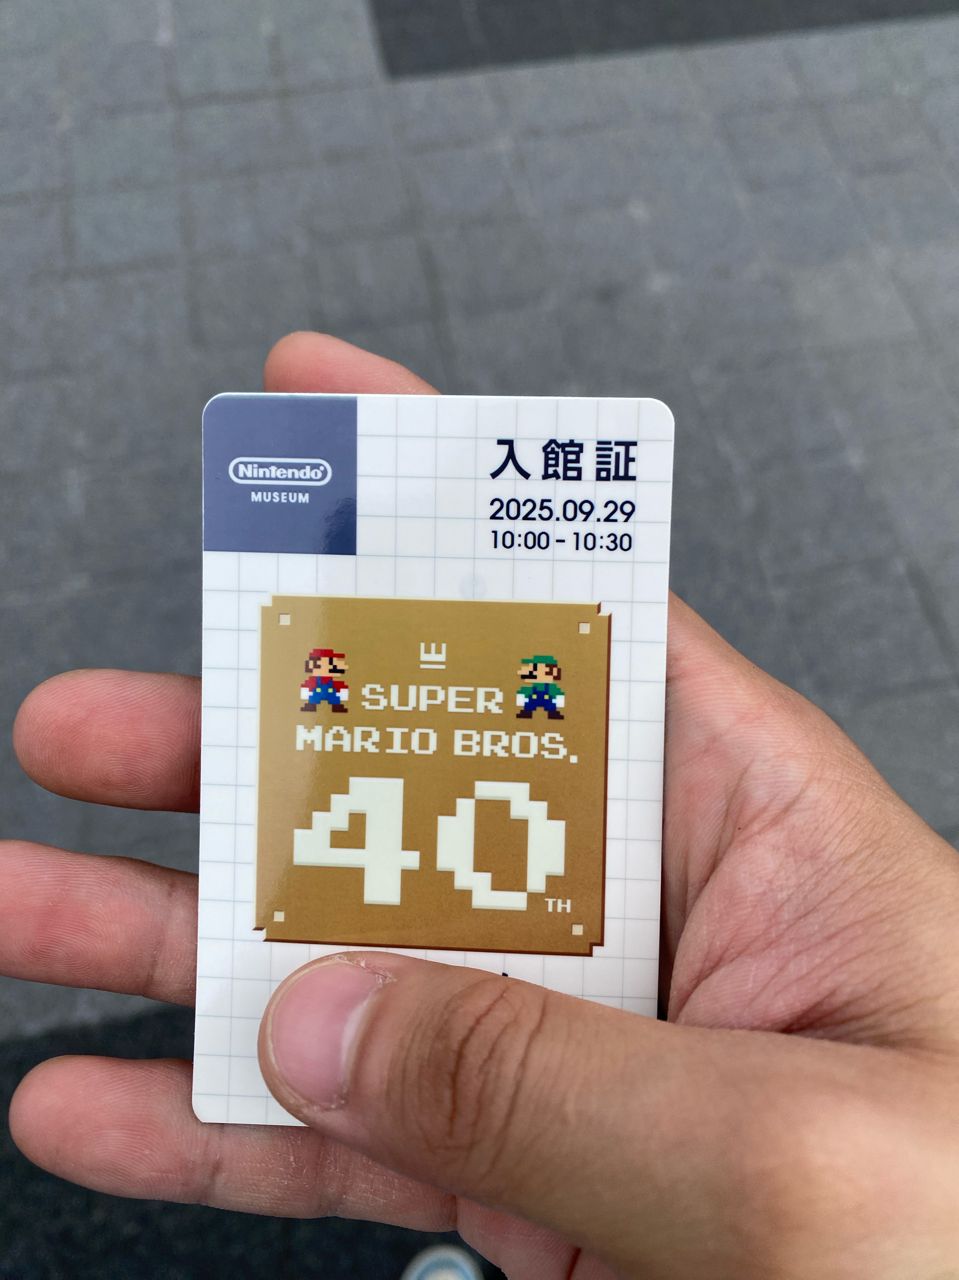 Nintendo
MUSEUM
入館証
2025.09.29
10:00-10:30
SUPER
MARIO BROS.
40
TH